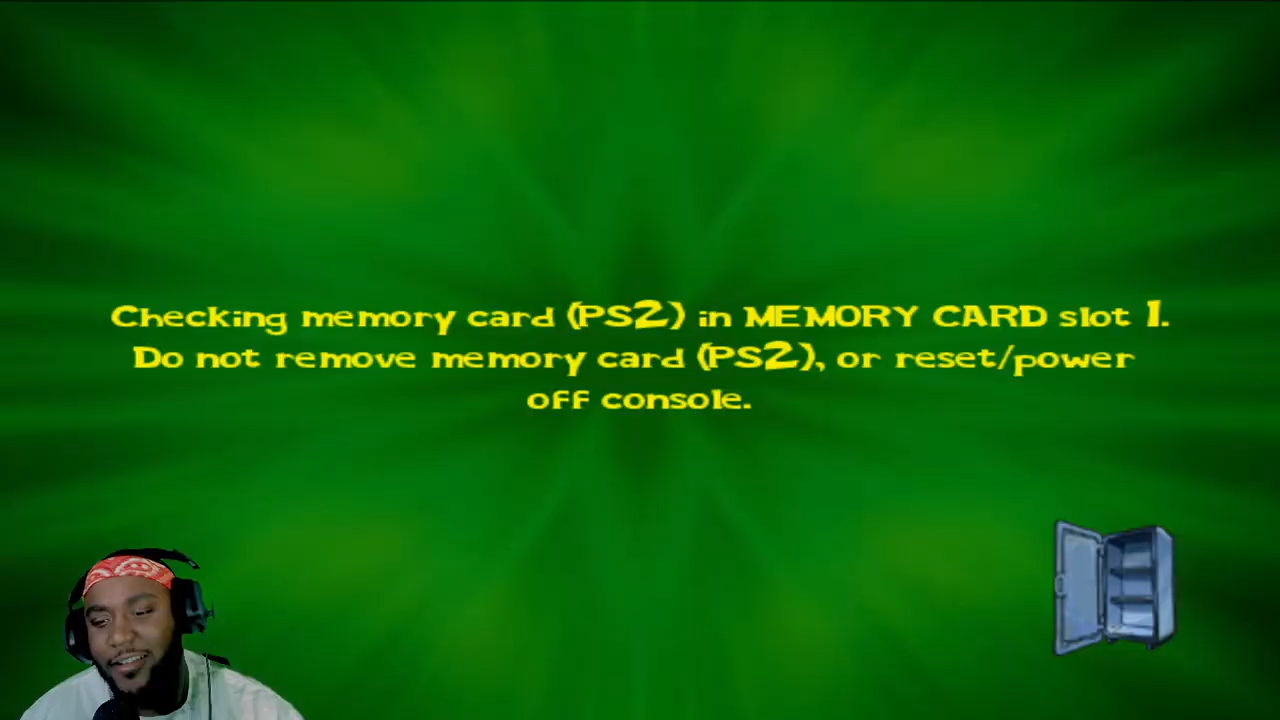 Checking memory card (PS2) in MEMORY CARD slot 1.
Do not remove memory card (PS2), or reset/power
off console.